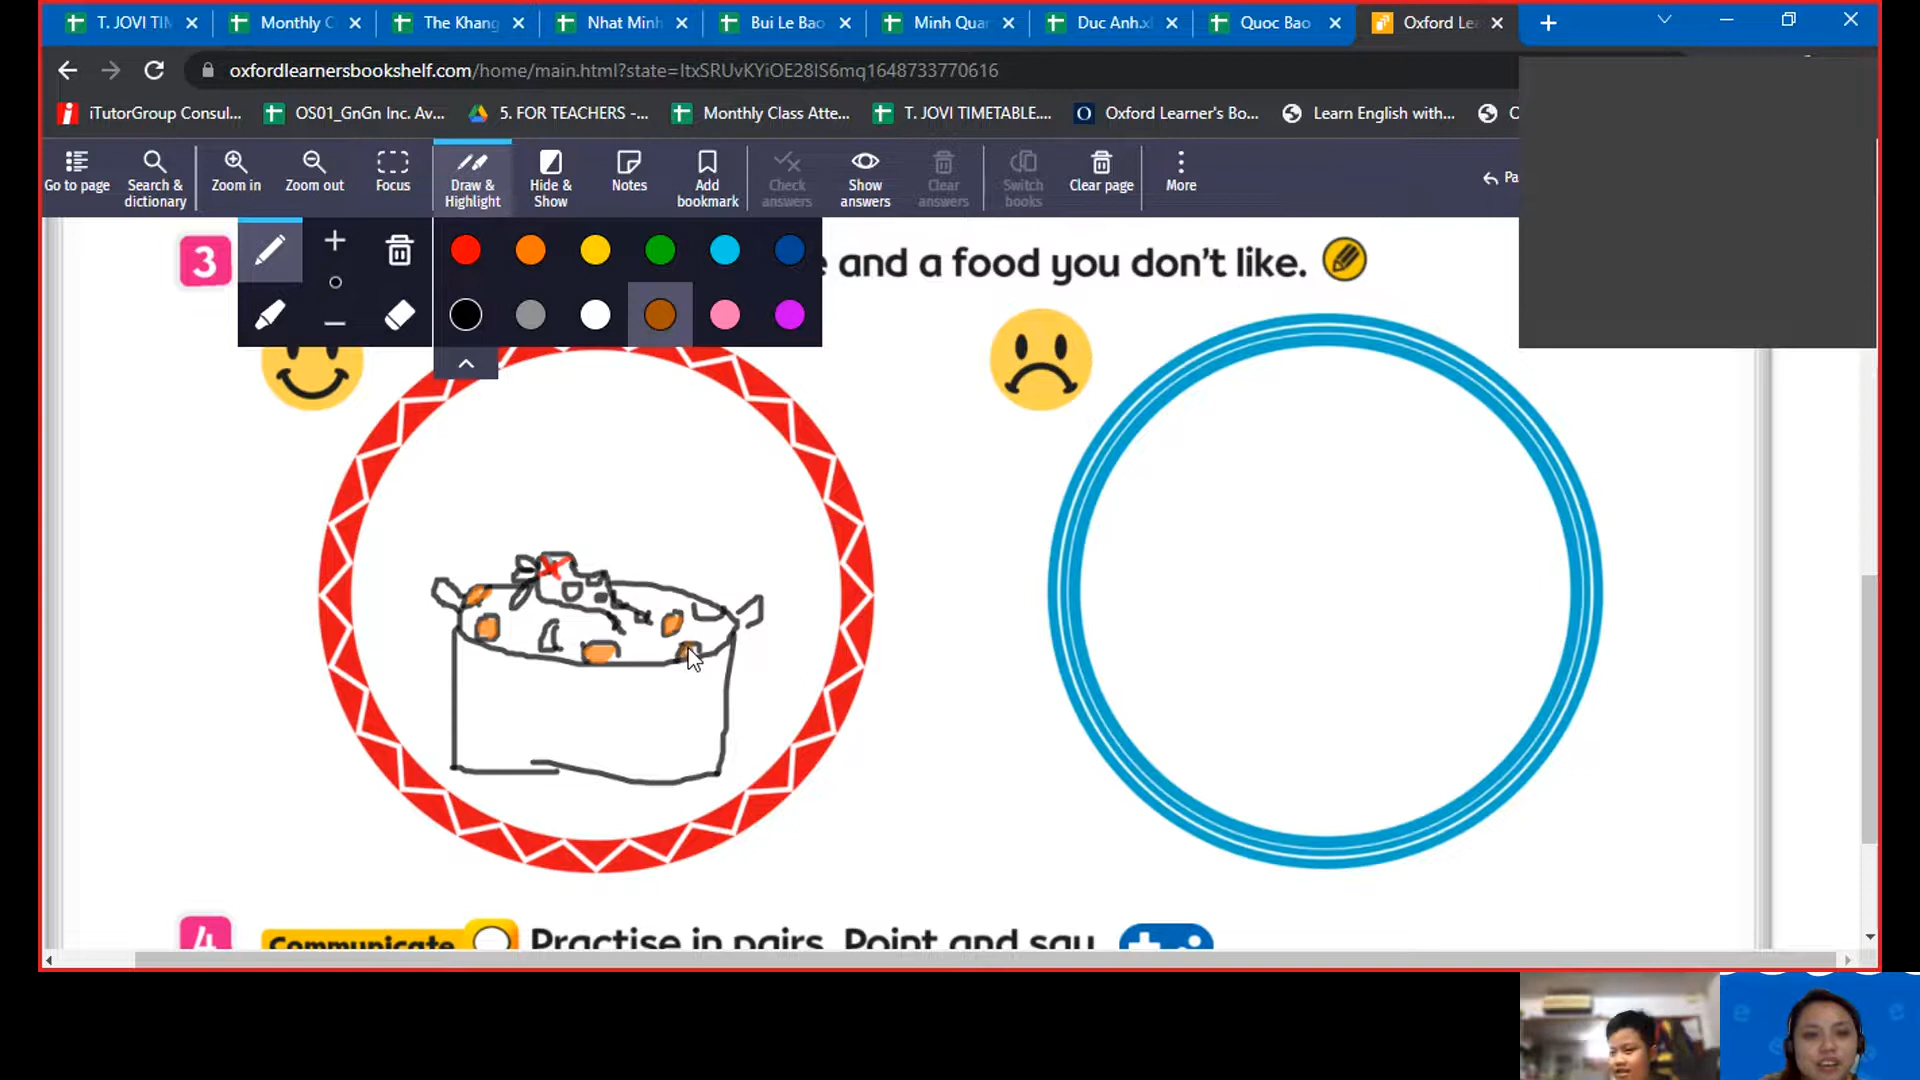 T. JOVI TIM
Monthly C
The Khang
Nhat Minh
Bui Le Bao
Minh Quar
Duc Anh.x
Quoc Bao
Oxford Le
oxfordlearnersbookshelf.com/home/main.html?state=ItxSRUvKYiOE28IS6mq1648733770616
iTutorGroup Consul...
OS01_GnGn Inc. Av...
5. FOR TEACHERS -...
Monthly Class Atte...
T. JOVI TIMETABLE....
Oxford Learner's Bo...
Learn English with...
Go to page
Search & dictionary
Zoom in
Zoom out
Focus
Draw & Highlight
Hide & Show
Notes
Add bookmark
Check answers
Show answers
Clear answers
Switch books
Clear page
More
Pa
3
and a food you don't like.
4
Communicate
Practise in pairs. Point and say